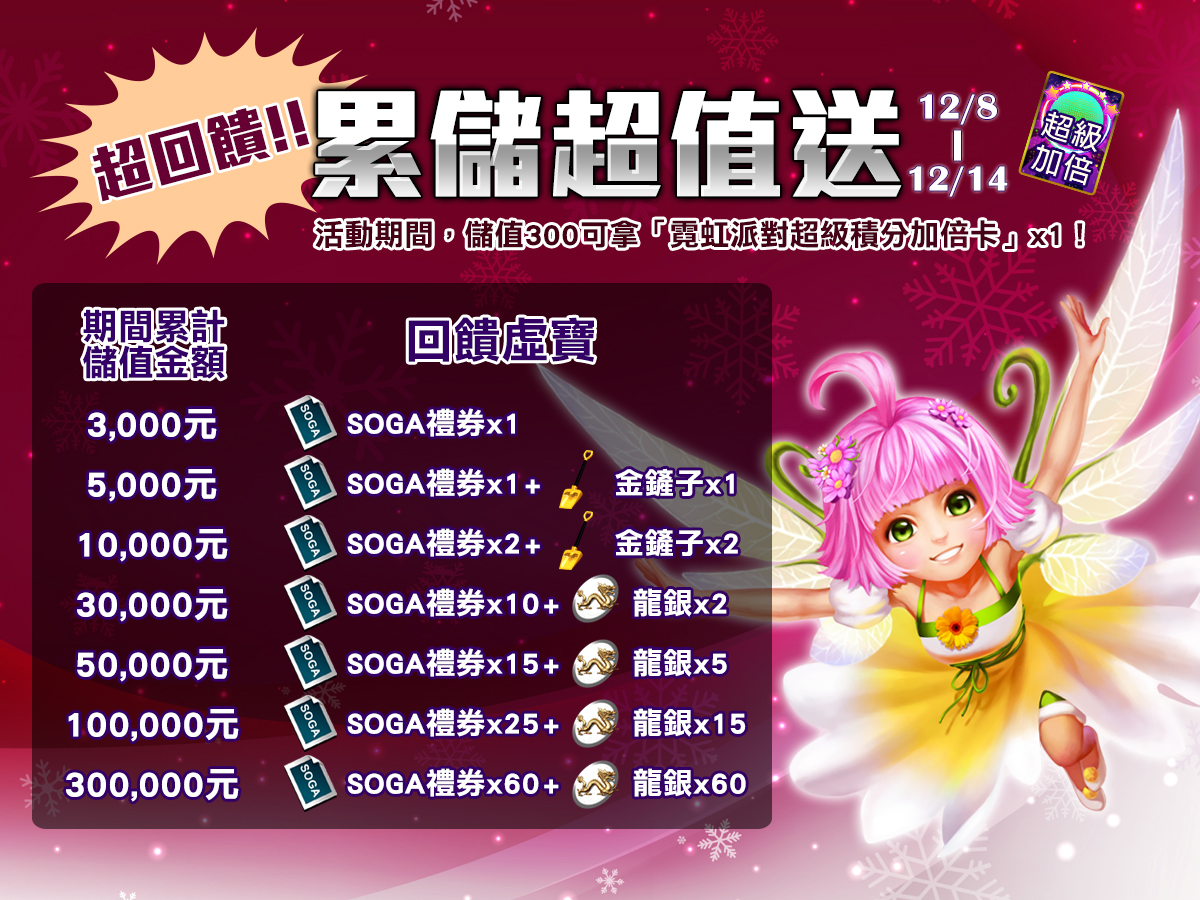 超回饋!!
累儲超值送
12/8
|
12/14
超級
加倍
活動期間，儲值300可拿「霓虹派對超級積分加倍卡」x1！
期間累計
儲值金額
回饋虛寶
3,000元 SOGA SOGA禮券x1
5,000元 SOGA SOGA禮券x1+ 金鏟子x1
10,000元 SOGA SOGA禮券x2+ 金鏟子x2
30,000元 SOGA SOGA禮券x10+ 龍銀x2
50,000元 SOGA SOGA禮券x15+ 龍銀x5
100,000元 SOGA SOGA禮券x25+ 龍銀x15
300,000元 SOGA SOGA禮券x60+ 龍銀x60